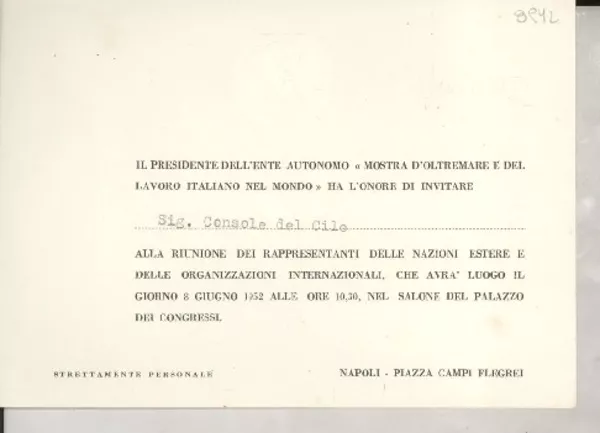 8942
IL PRESIDENTE DELL'ENTE AUTONOMO « MOSTRA D'OLTREMARE E DEL
LAVORO ITALIANO NEL MONDO » HA L'ONORE DI INVITARE
Sig. Console del Cile
ALLA RIUNIONE DEI RAPPRESENTANTI DELLE NAZIONI ESTERE E
DELLE ORGANIZZAZIONI INTERNAZIONALI, CHE AVRA' LUOGO IL
GIORNO 8 GIUGNO 1952 ALLE ORE 10,30, NEL SALONE DEL PALAZZO
DEI CONGRESSI.
STRETTAMENTE PERSONALE
NAPOLI - PIAZZA CAMPI FLEGREI